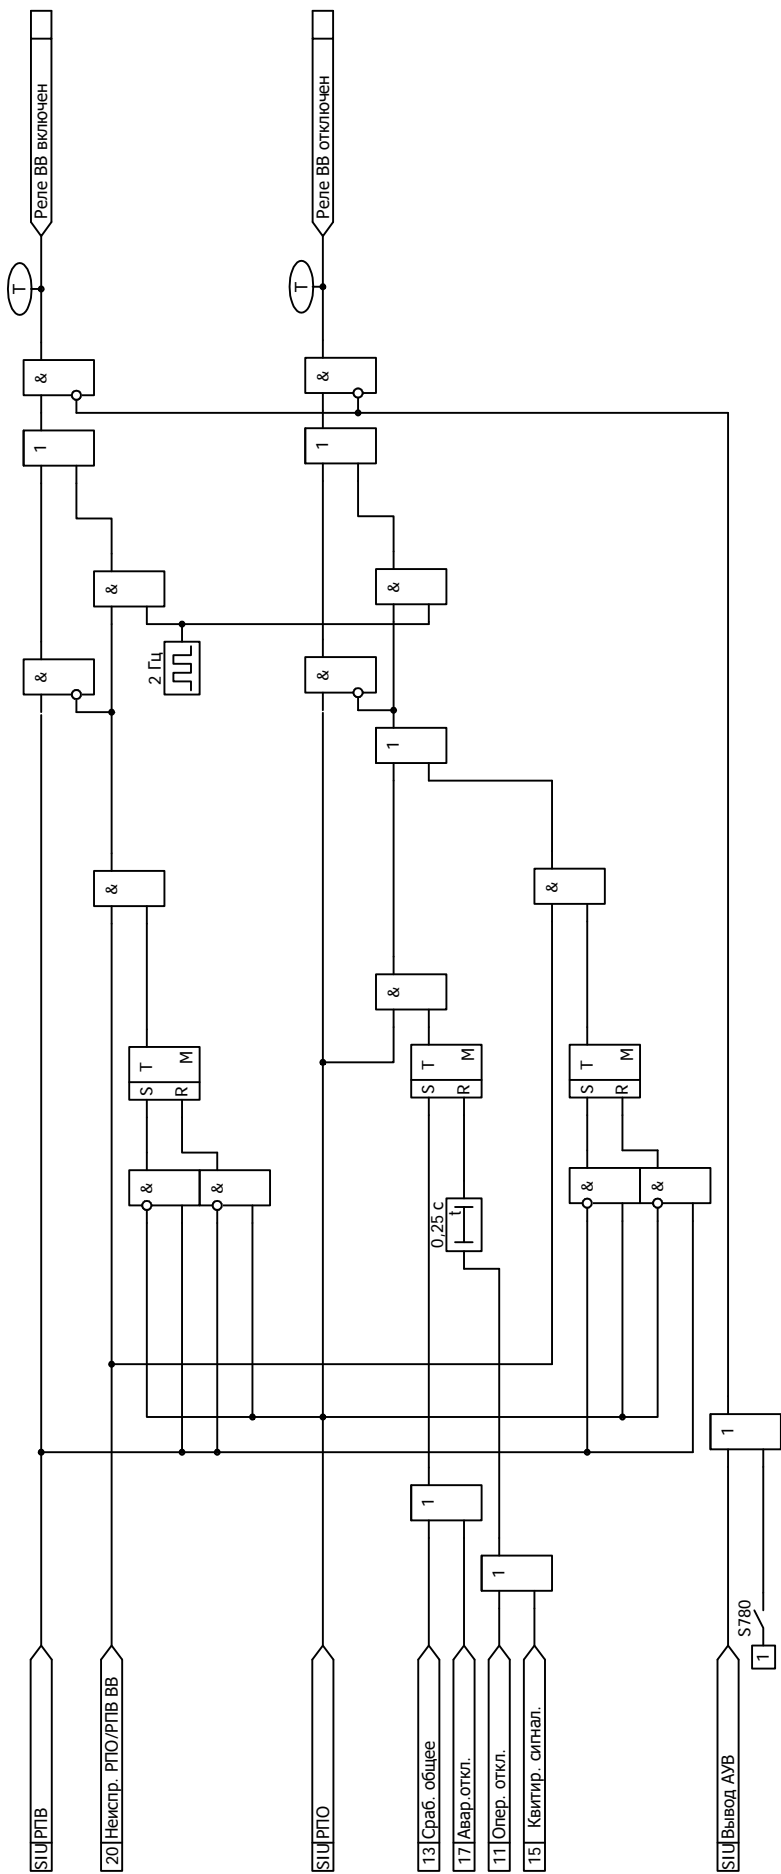 SIU РПВ
Реле ВВ включен
T
&
1
&
&
2 Гц
20 Неиспр. РПО/РПВ ВВ
&
T
S
R
M
&
&
SIU РПО
Реле ВВ отключен
T
&
1
&
&
1
&
13 Сраб. общее
17 Авар.откл.
1
S
T
R
M
0,25 с
t
11 Опер. откл.
15 Квитир. сигнал.
1
&
S
T
R
M
&
&
SIU Вывод АУВ
1
S780
1